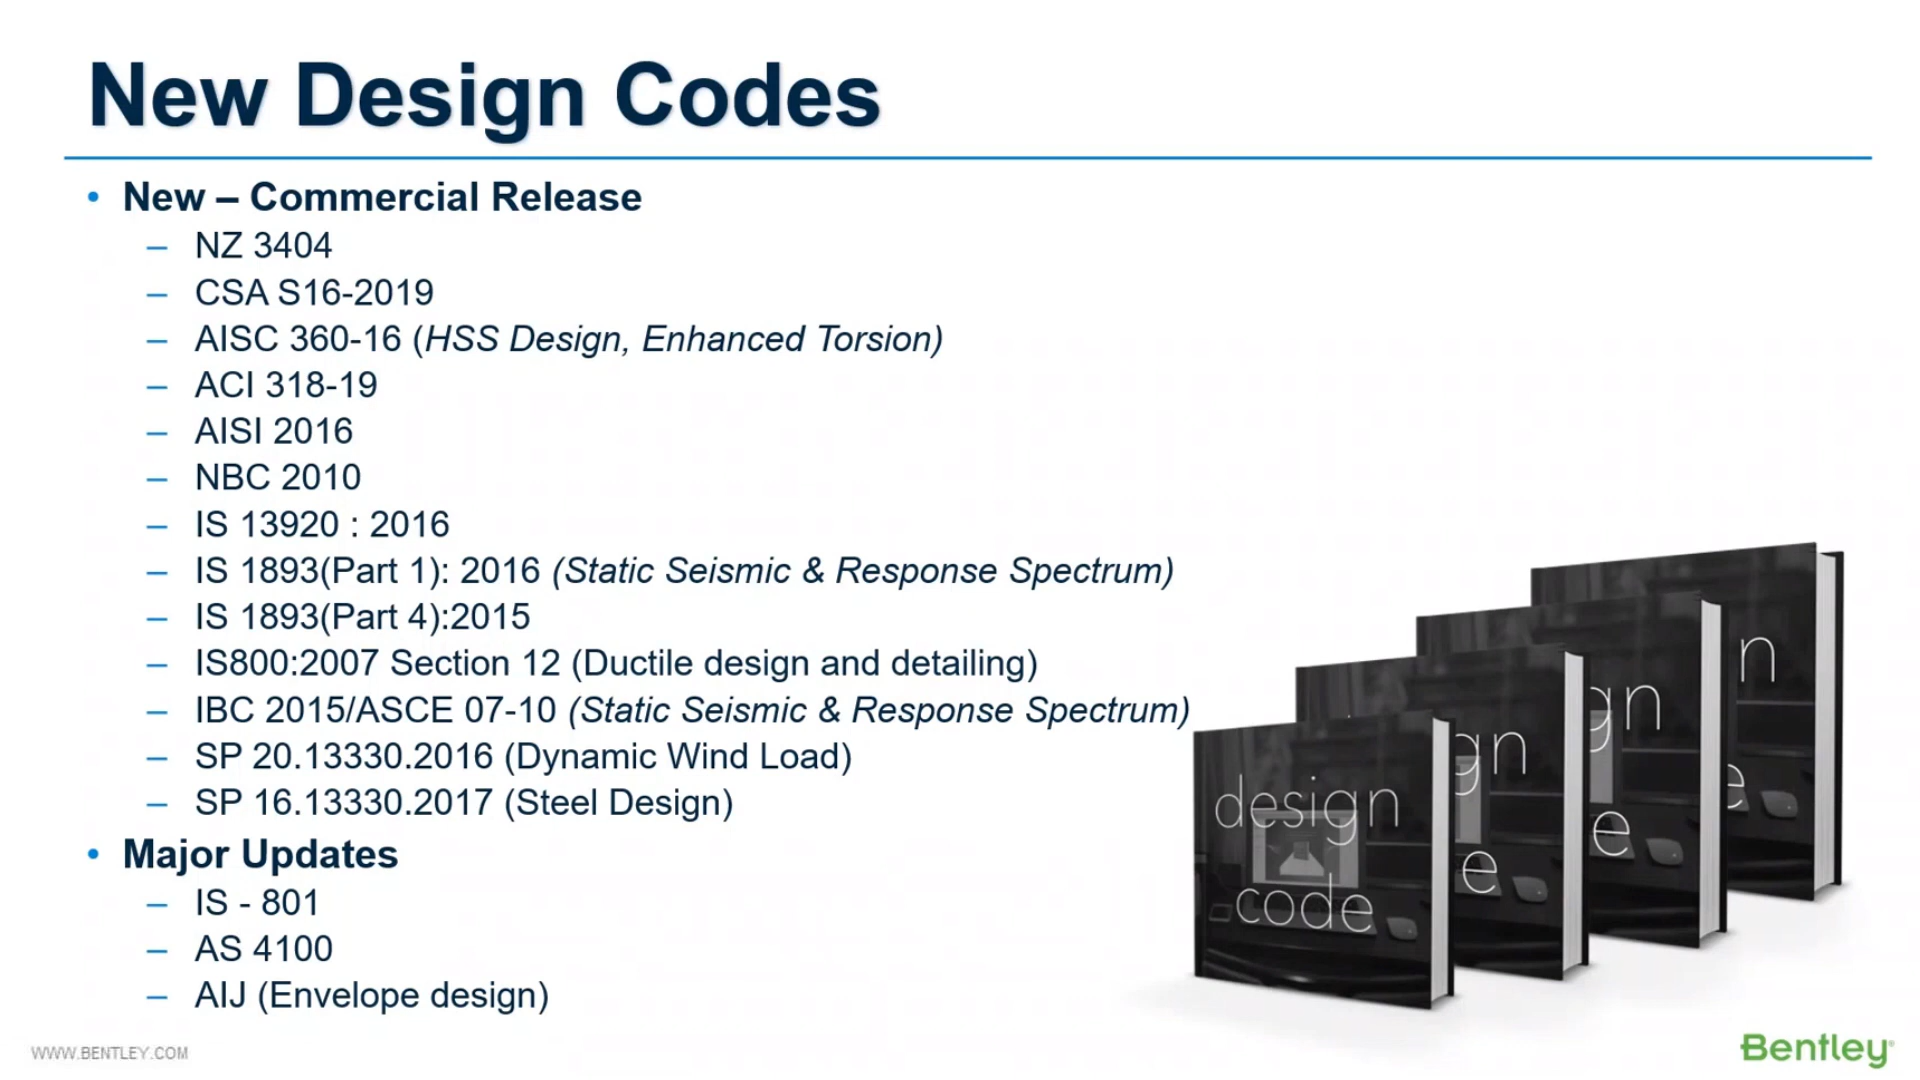 New Design Codes
• New – Commercial Release
– NZ 3404
– CSA S16-2019
– AISC 360-16 (HSS Design, Enhanced Torsion)
– ACI 318-19
– AISI 2016
– NBC 2010
– IS 13920 : 2016
– IS 1893(Part 1): 2016 (Static Seismic & Response Spectrum)
– IS 1893(Part 4):2015
– IS800:2007 Section 12 (Ductile design and detailing)
– IBC 2015/ASCE 07-10 (Static Seismic & Response Spectrum)
– SP 20.13330.2016 (Dynamic Wind Load)
– SP 16.13330.2017 (Steel Design)
• Major Updates
– IS - 801
– AS 4100
– AIJ (Envelope design)
design
code
gn
e
gn
e
n
e
WWW.BENTLEY.COM
Bentley